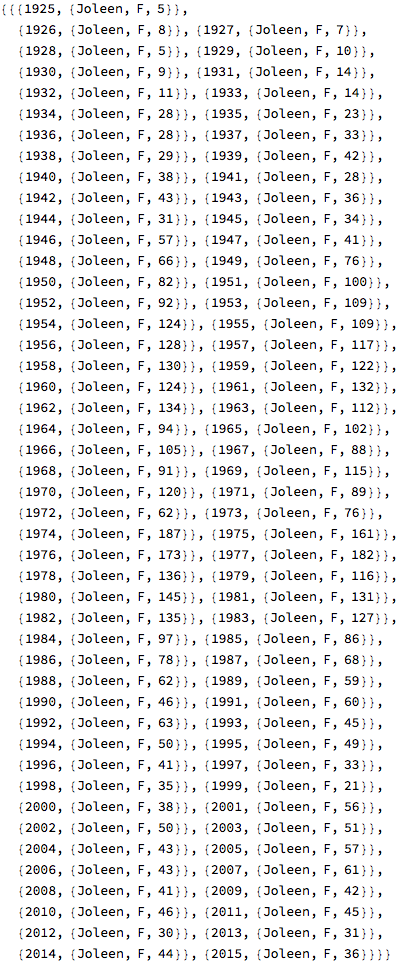 {{{1925, {Joleen, F, 5}},
{1926, {Joleen, F, 8}}, {1927, {Joleen, F, 7}},
{1928, {Joleen, F, 5}}, {1929, {Joleen, F, 10}},
{1930, {Joleen, F, 9}}, {1931, {Joleen, F, 14}},
{1932, {Joleen, F, 11}}, {1933, {Joleen, F, 14}},
{1934, {Joleen, F, 28}}, {1935, {Joleen, F, 23}},
{1936, {Joleen, F, 28}}, {1937, {Joleen, F, 33}},
{1938, {Joleen, F, 29}}, {1939, {Joleen, F, 42}},
{1940, {Joleen, F, 38}}, {1941, {Joleen, F, 28}},
{1942, {Joleen, F, 43}}, {1943, {Joleen, F, 36}},
{1944, {Joleen, F, 31}}, {1945, {Joleen, F, 34}},
{1946, {Joleen, F, 57}}, {1947, {Joleen, F, 41}},
{1948, {Joleen, F, 66}}, {1949, {Joleen, F, 76}},
{1950, {Joleen, F, 82}}, {1951, {Joleen, F, 100}},
{1952, {Joleen, F, 92}}, {1953, {Joleen, F, 109}},
{1954, {Joleen, F, 124}}, {1955, {Joleen, F, 109}},
{1956, {Joleen, F, 128}}, {1957, {Joleen, F, 117}},
{1958, {Joleen, F, 130}}, {1959, {Joleen, F, 122}},
{1960, {Joleen, F, 124}}, {1961, {Joleen, F, 132}},
{1962, {Joleen, F, 134}}, {1963, {Joleen, F, 112}},
{1964, {Joleen, F, 94}}, {1965, {Joleen, F, 102}},
{1966, {Joleen, F, 105}}, {1967, {Joleen, F, 88}},
{1968, {Joleen, F, 91}}, {1969, {Joleen, F, 115}},
{1970, {Joleen, F, 120}}, {1971, {Joleen, F, 89}},
{1972, {Joleen, F, 62}}, {1973, {Joleen, F, 76}},
{1974, {Joleen, F, 187}}, {1975, {Joleen, F, 161}},
{1976, {Joleen, F, 173}}, {1977, {Joleen, F, 182}},
{1978, {Joleen, F, 136}}, {1979, {Joleen, F, 116}},
{1980, {Joleen, F, 145}}, {1981, {Joleen, F, 131}},
{1982, {Joleen, F, 135}}, {1983, {Joleen, F, 127}},
{1984, {Joleen, F, 97}}, {1985, {Joleen, F, 86}},
{1986, {Joleen, F, 78}}, {1987, {Joleen, F, 68}},
{1988, {Joleen, F, 62}}, {1989, {Joleen, F, 59}},
{1990, {Joleen, F, 46}}, {1991, {Joleen, F, 60}},
{1992, {Joleen, F, 63}}, {1993, {Joleen, F, 45}},
{1994, {Joleen, F, 50}}, {1995, {Joleen, F, 49}},
{1996, {Joleen, F, 41}}, {1997, {Joleen, F, 33}},
{1998, {Joleen, F, 35}}, {1999, {Joleen, F, 21}},
{2000, {Joleen, F, 38}}, {2001, {Joleen, F, 56}},
{2002, {Joleen, F, 50}}, {2003, {Joleen, F, 51}},
{2004, {Joleen, F, 43}}, {2005, {Joleen, F, 57}},
{2006, {Joleen, F, 43}}, {2007, {Joleen, F, 61}},
{2008, {Joleen, F, 41}}, {2009, {Joleen, F, 42}},
{2010, {Joleen, F, 46}}, {2011, {Joleen, F, 45}},
{2012, {Joleen, F, 30}}, {2013, {Joleen, F, 31}},
{2014, {Joleen, F, 44}}, {2015, {Joleen, F, 36}}}}